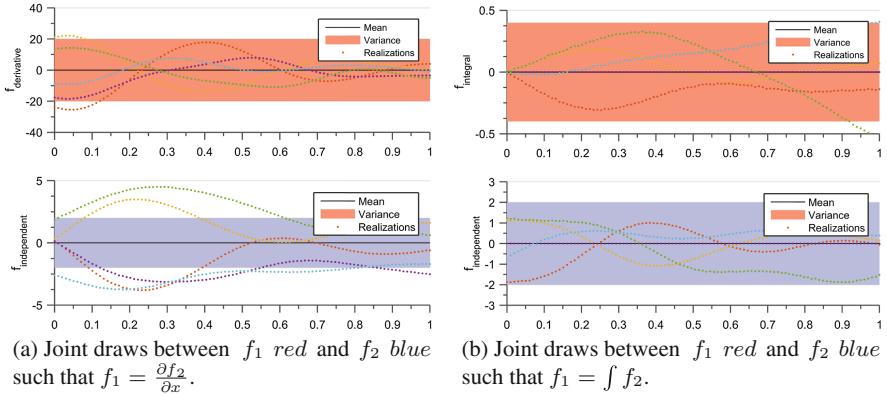 40
20
0
-20
-40
f_derivative
Mean
Variance
Realizations
0 0.1 0.2 0.3 0.4 0.5 0.6 0.7 0.8 0.9 1
5
0
-5
f_independent
Mean
Variance
Realizations
0 0.1 0.2 0.3 0.4 0.5 0.6 0.7 0.8 0.9 1
(a) Joint draws between f₁ red and f₂ blue
such that f₁ = ∂f₂/∂x.
0.5
0
-0.5
f_integral
Mean
Variance
Realizations
0 0.1 0.2 0.3 0.4 0.5 0.6 0.7 0.8 0.9 1
3
2
1
0
-1
-2
-3
f_independent
Mean
Variance
Realizations
0 0.1 0.2 0.3 0.4 0.5 0.6 0.7 0.8 0.9 1
(b) Joint draws between f₁ red and f₂ blue
such that f₁ = ∫ f₂.